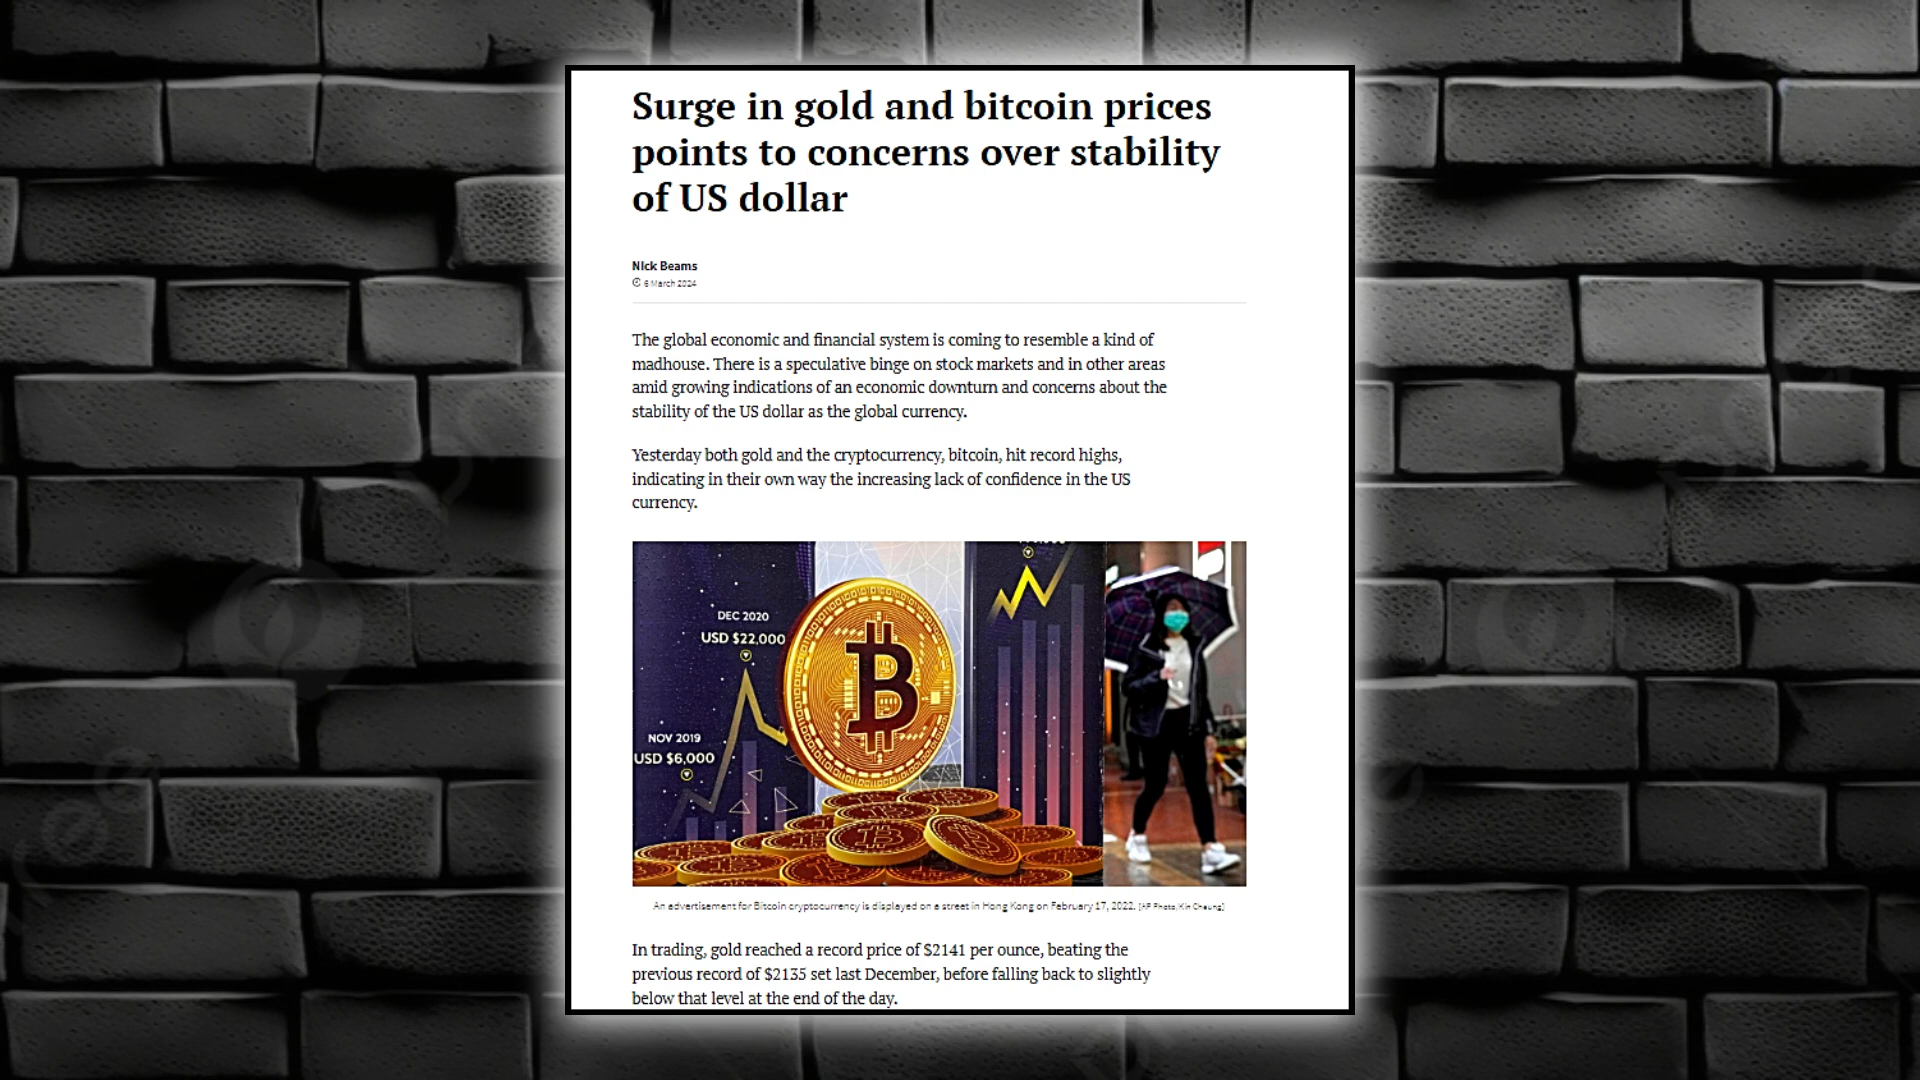 Surge in gold and bitcoin prices
points to concerns over stability
of US dollar
Nick Beams
6 March 2024
The global economic and financial system is coming to resemble a kind of
madhouse. There is a speculative binge on stock markets and in other areas
amid growing indications of an economic downturn and concerns about the
stability of the US dollar as the global currency.
Yesterday both gold and the cryptocurrency, bitcoin, hit record highs,
indicating in their own way the increasing lack of confidence in the US
currency.
DEC 2020
USD $22,000
NOV 2019
USD $6,000
An advertisement for Bitcoin cryptocurrency is displayed on a street in Hong Kong on February 17, 2022. [AP Photo/Kin Cheung]
In trading, gold reached a record price of $2141 per ounce, beating the
previous record of $2135 set last December, before falling back to slightly
below that level at the end of the day.